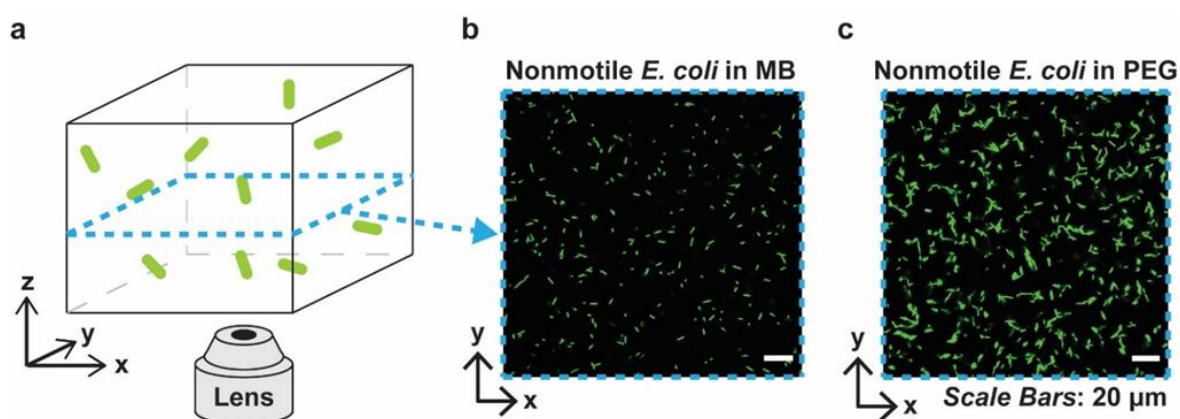 a
b
c
Nonmotile E. coli in MB
Nonmotile E. coli in PEG
z
y
x
Lens
y
x
y
x
Scale Bars: 20 μm